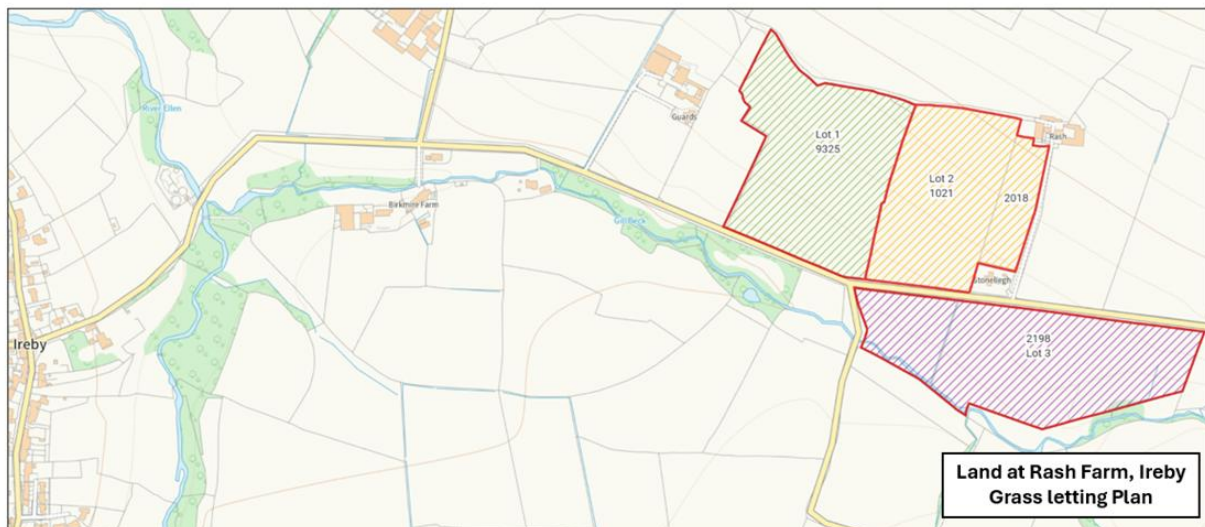 River Ellen
Guards
Lot 1
9325
Rash
Lot 2
1021
2018
Birkmire Farm
Gill Beck
Stoneleigh
Ireby
2198
Lot 3
Land at Rash Farm, Ireby
Grass letting Plan